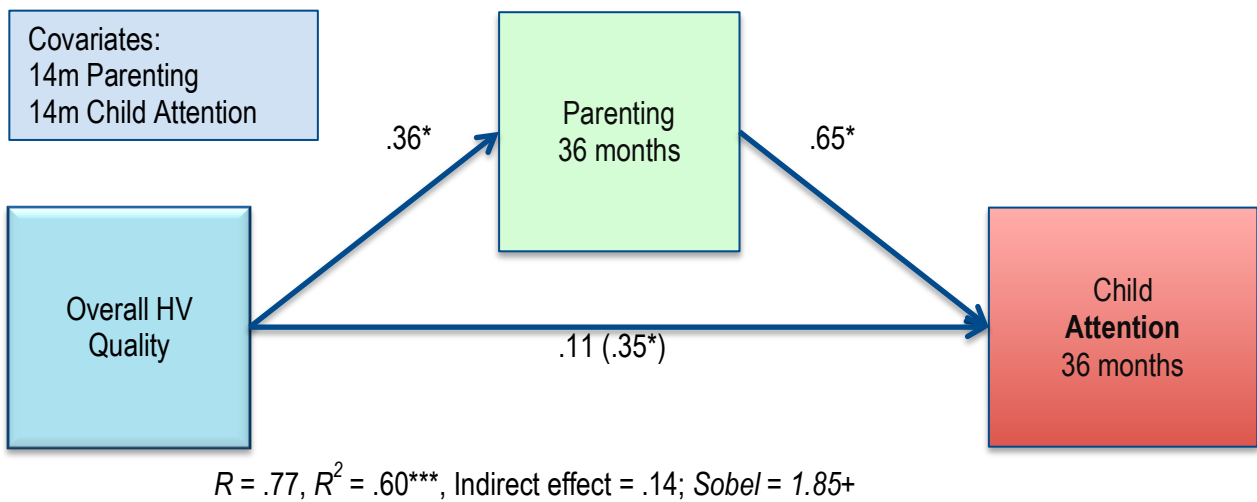 Covariates:
14m Parenting
14m Child Attention
Parenting
36 months
.36*
.65*
Overall HV
Quality
Child
Attention
36 months
.11 (.35*)
R = .77, R² = .60***, Indirect effect = .14; Sobel = 1.85+